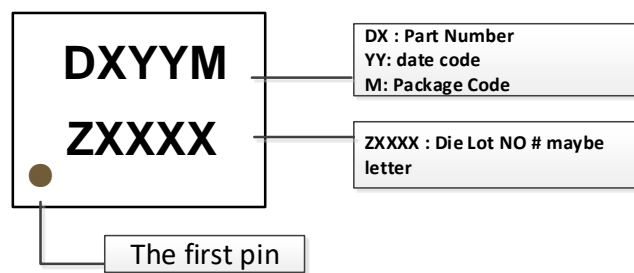 DXYYM
ZXXXX
DX : Part Number
YY: date code
M: Package Code
ZXXXX : Die Lot NO # maybe
letter
The first pin